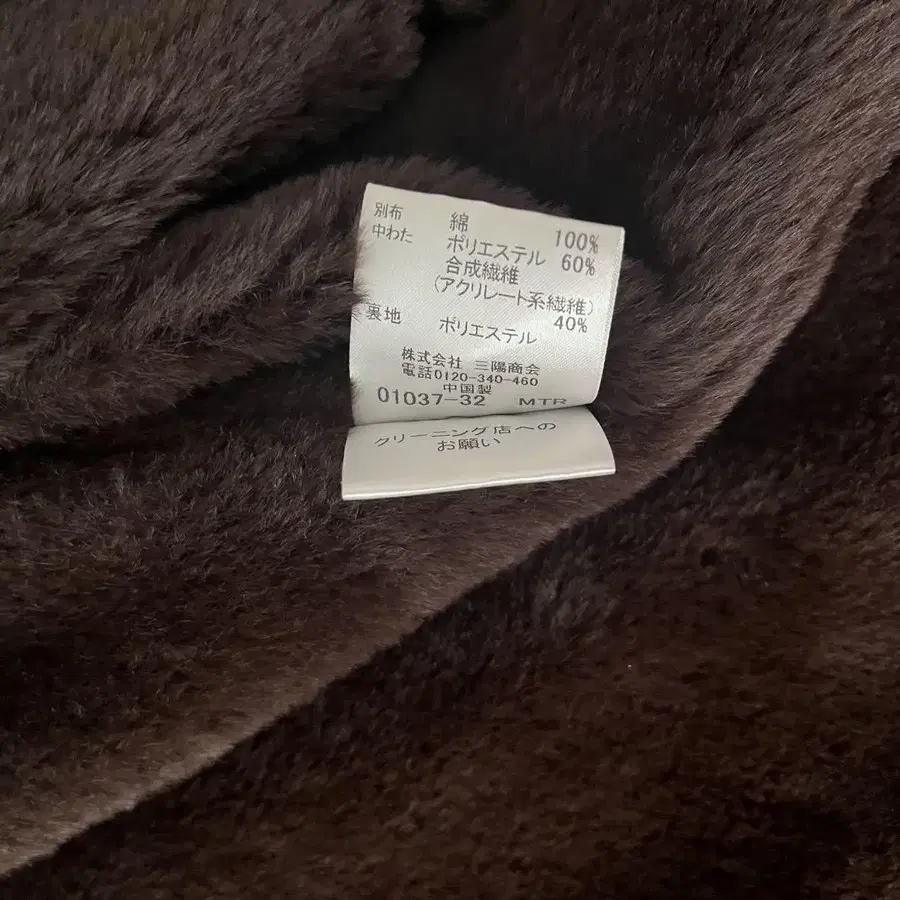 別布 綿 100%
中わた ポリエステル 60%
合成繊維
(アクリレート系繊維)
40%
裏地 ポリエステル
株式会社 三陽商会
電話0120-340-460
中国製
01037-32 MTR
クリーニング店への
お願い